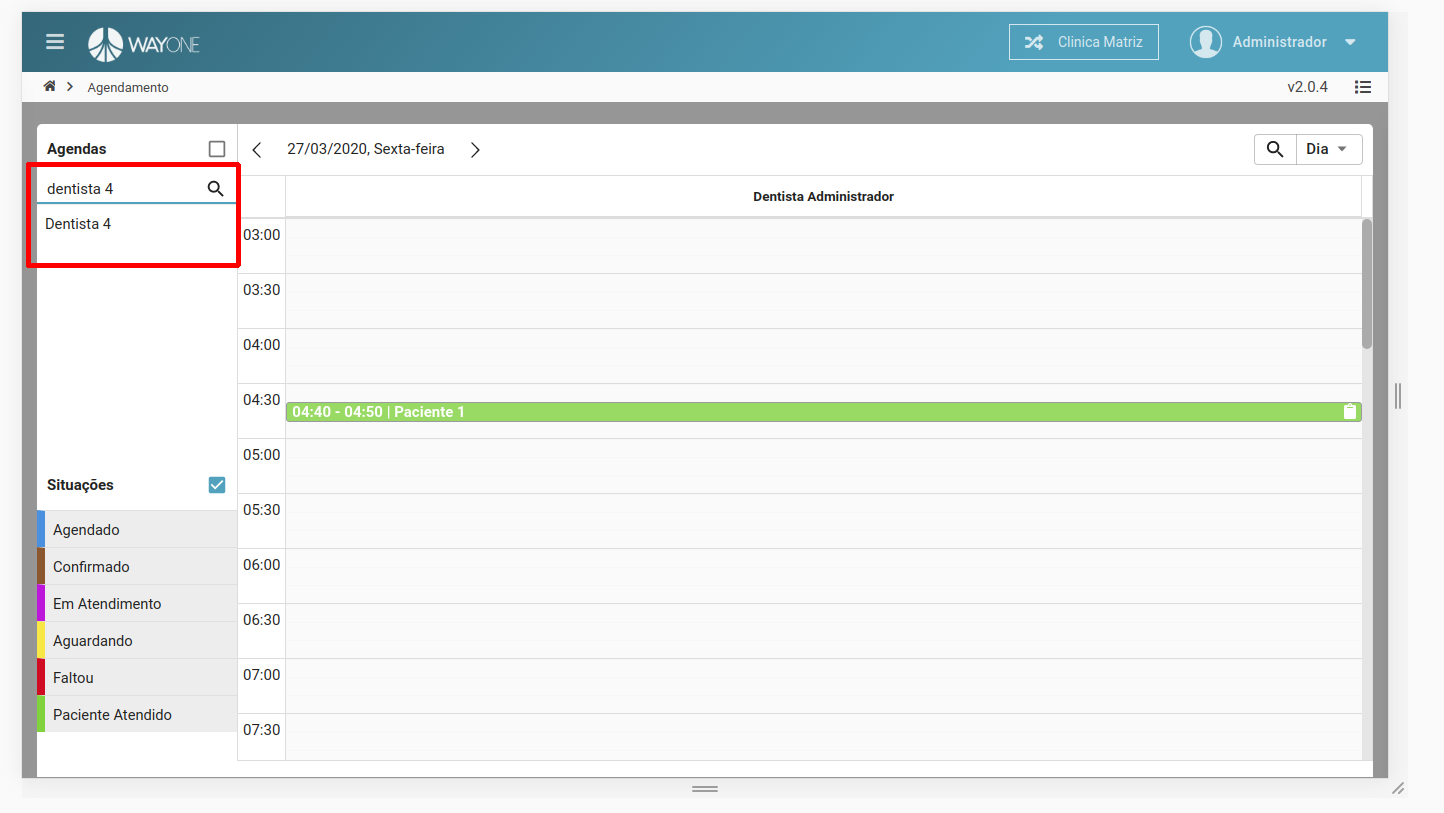 WAYONE
Clinica Matriz
Administrador
Agendamento
v2.0.4
Agendas
27/03/2020, Sexta-feira
Dia
dentista 4
Dentista 4
Dentista Administrador
03:00
03:30
04:00
04:30
04:40 - 04:50 | Paciente 1
05:00
05:30
06:00
06:30
07:00
07:30
Situações
Agendado
Confirmado
Em Atendimento
Aguardando
Faltou
Paciente Atendido